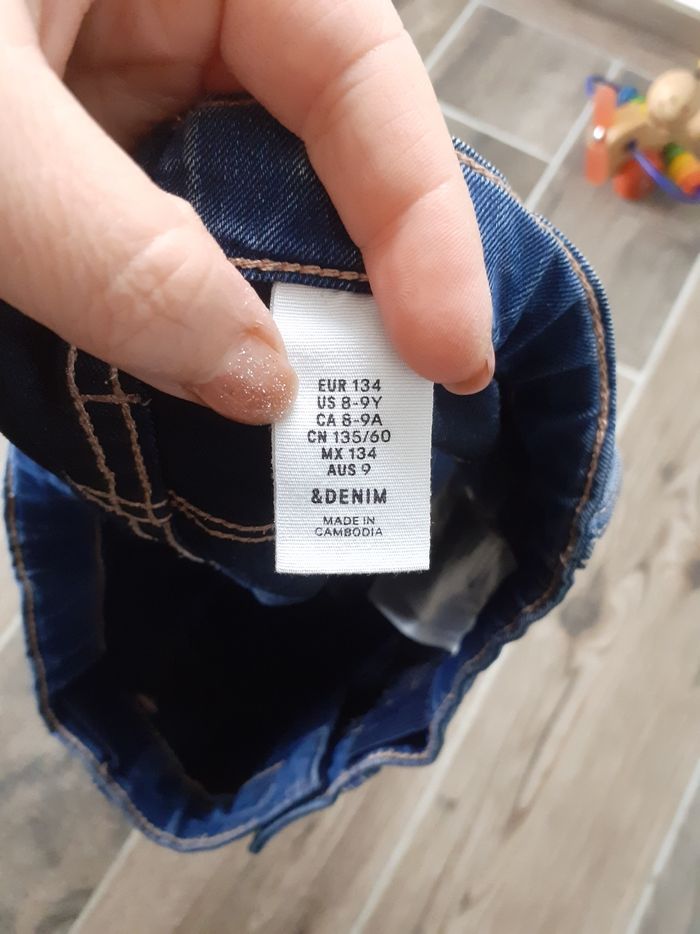 EUR 134
US 8-9Y
CA 8-9A
CN 135/60
MX 134
AUS 9
&DENIM
MADE IN
CAMBODIA